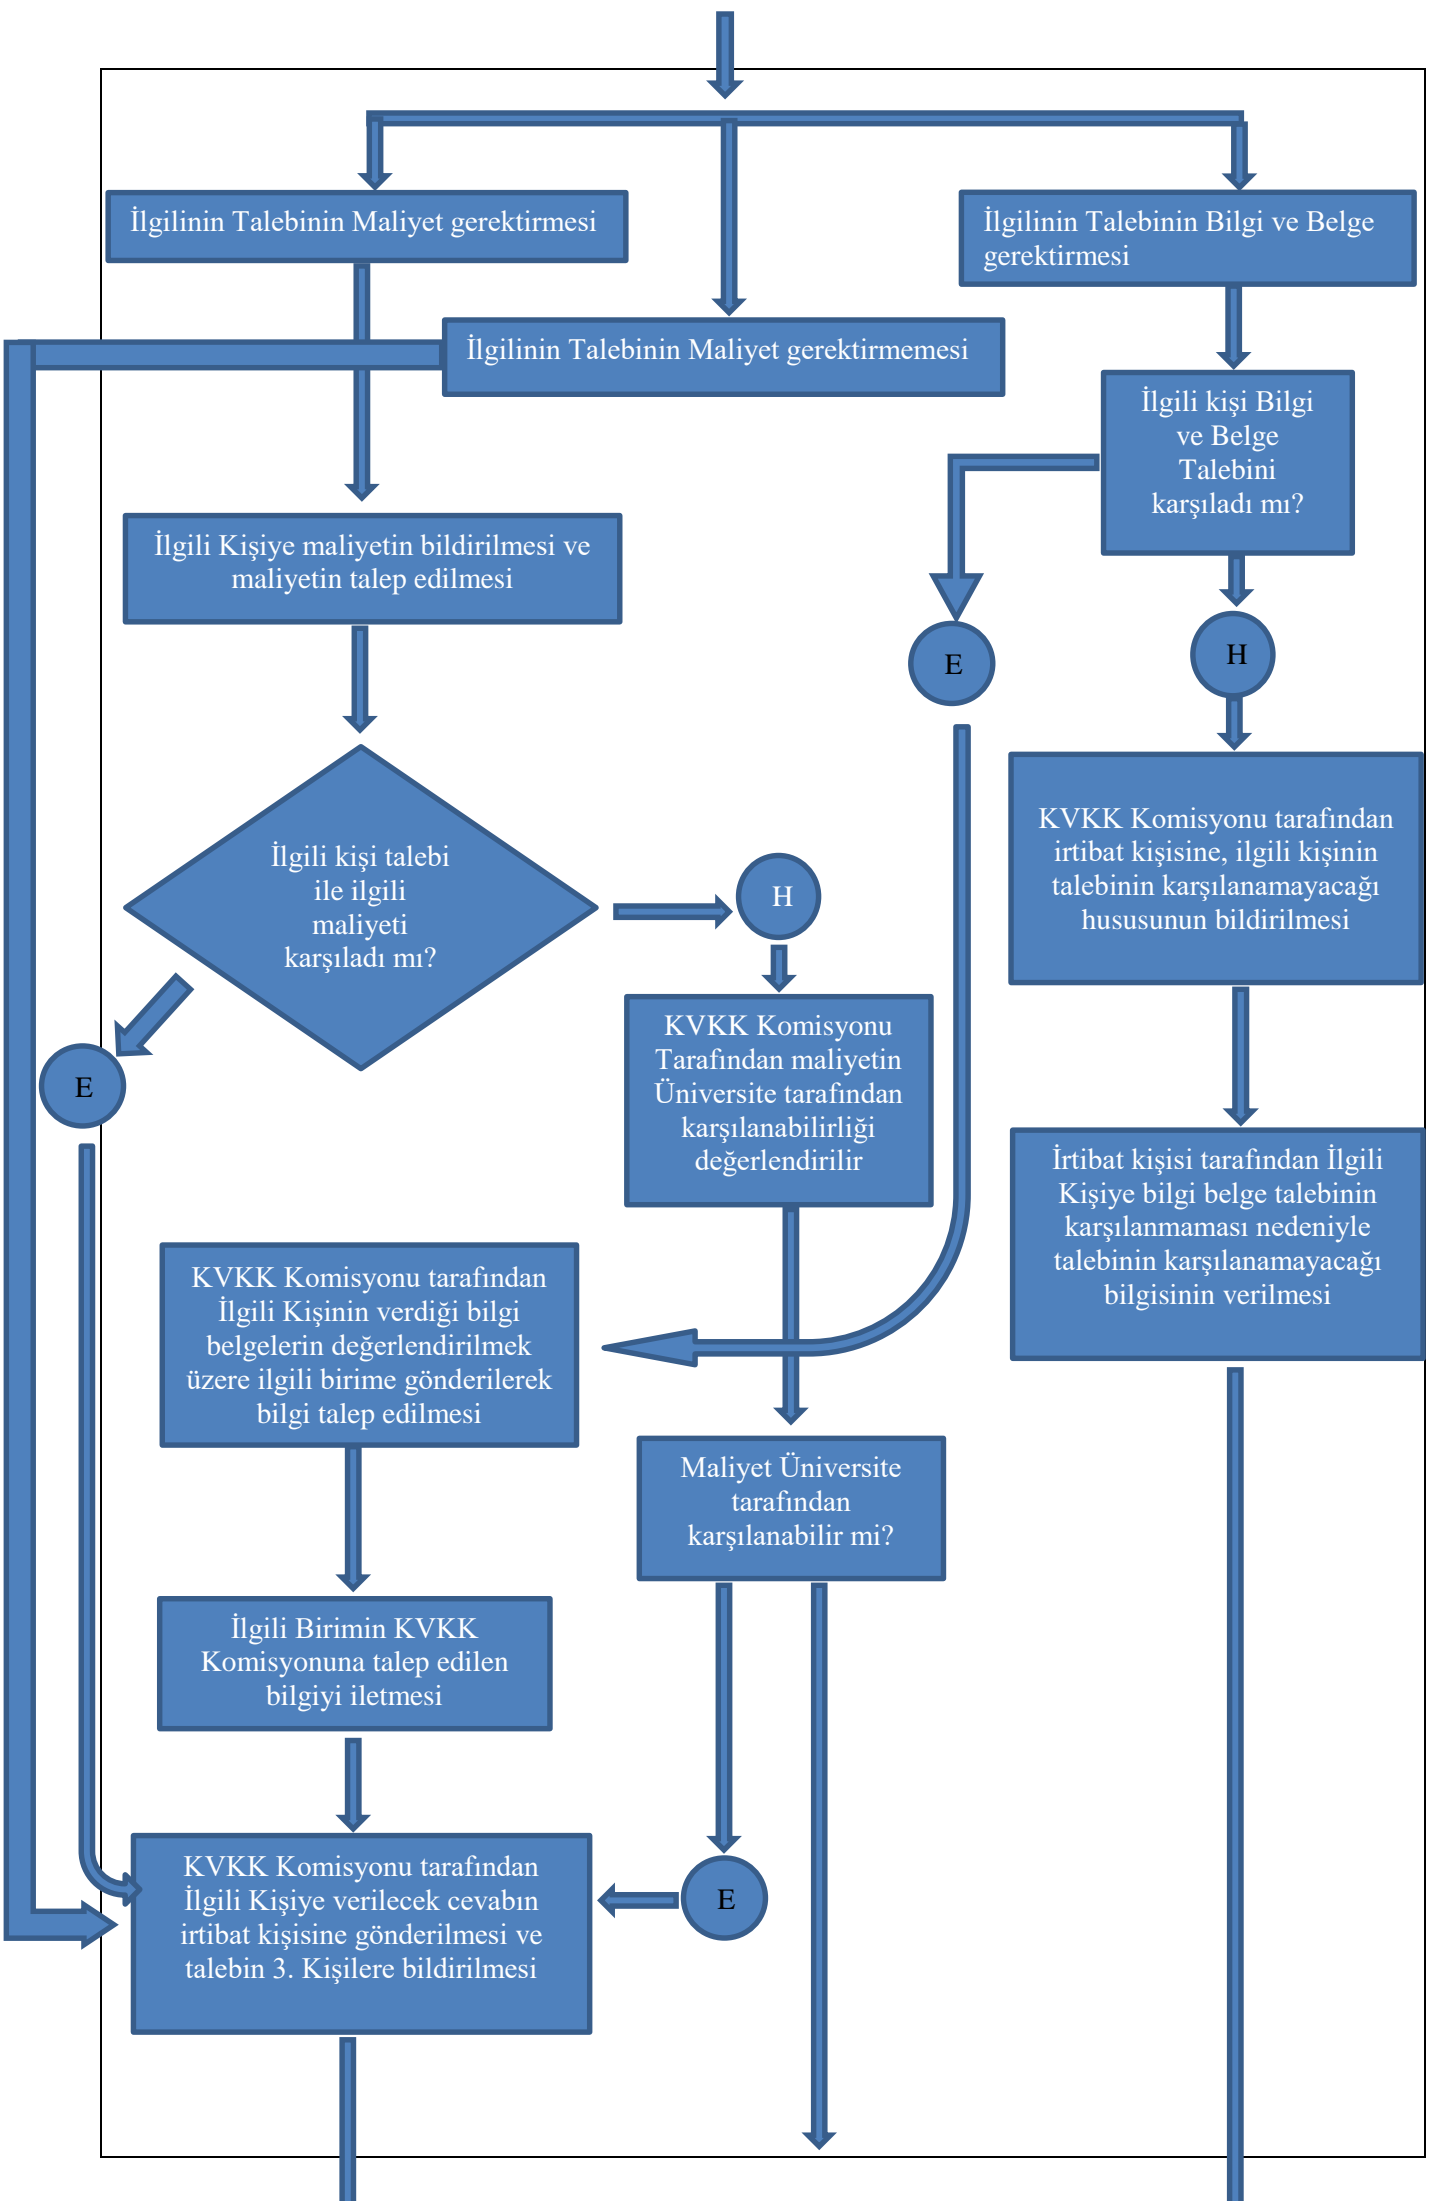 İlgilinin Talebinin Maliyet gerektirmesi
İlgilinin Talebinin Bilgi ve Belge
gerektirmesi
İlgilinin Talebinin Maliyet gerektirmemesi
İlgili kişi Bilgi
ve Belge
Talebini
karşıladı mı?
İlgili Kişiye maliyetin bildirilmesi ve
maliyetin talep edilmesi
E
H
İlgili kişi talebi
ile ilgili
maliyeti
karşıladı mı?
H
KVKK Komisyonu tarafından
irtibat kişisine, ilgili kişinin
talebinin karşılanamayacağı
hususunun bildirilmesi
E
KVKK Komisyonu
Tarafından maliyetin
Üniversite tarafından
karşılanabilirliği
değerlendirilir
İrtibat kişisi tarafından İlgili
Kişiye bilgi belge talebinin
karşılanmaması nedeniyle
talebinin karşılanamayacağı
bilgisinin verilmesi
KVKK Komisyonu tarafından
İlgili Kişinin verdiği bilgi
belgelerin değerlendirilmek
üzere ilgili birime gönderilerek
bilgi talep edilmesi
Maliyet Üniversite
tarafından
karşılanabilir mi?
İlgili Birimin KVKK
Komisyonuna talep edilen
bilgiyi iletmesi
KVKK Komisyonu tarafından
İlgili Kişiye verilecek cevabın
irtibat kişisine gönderilmesi ve
talebin 3. Kişilere bildirilmesi
E